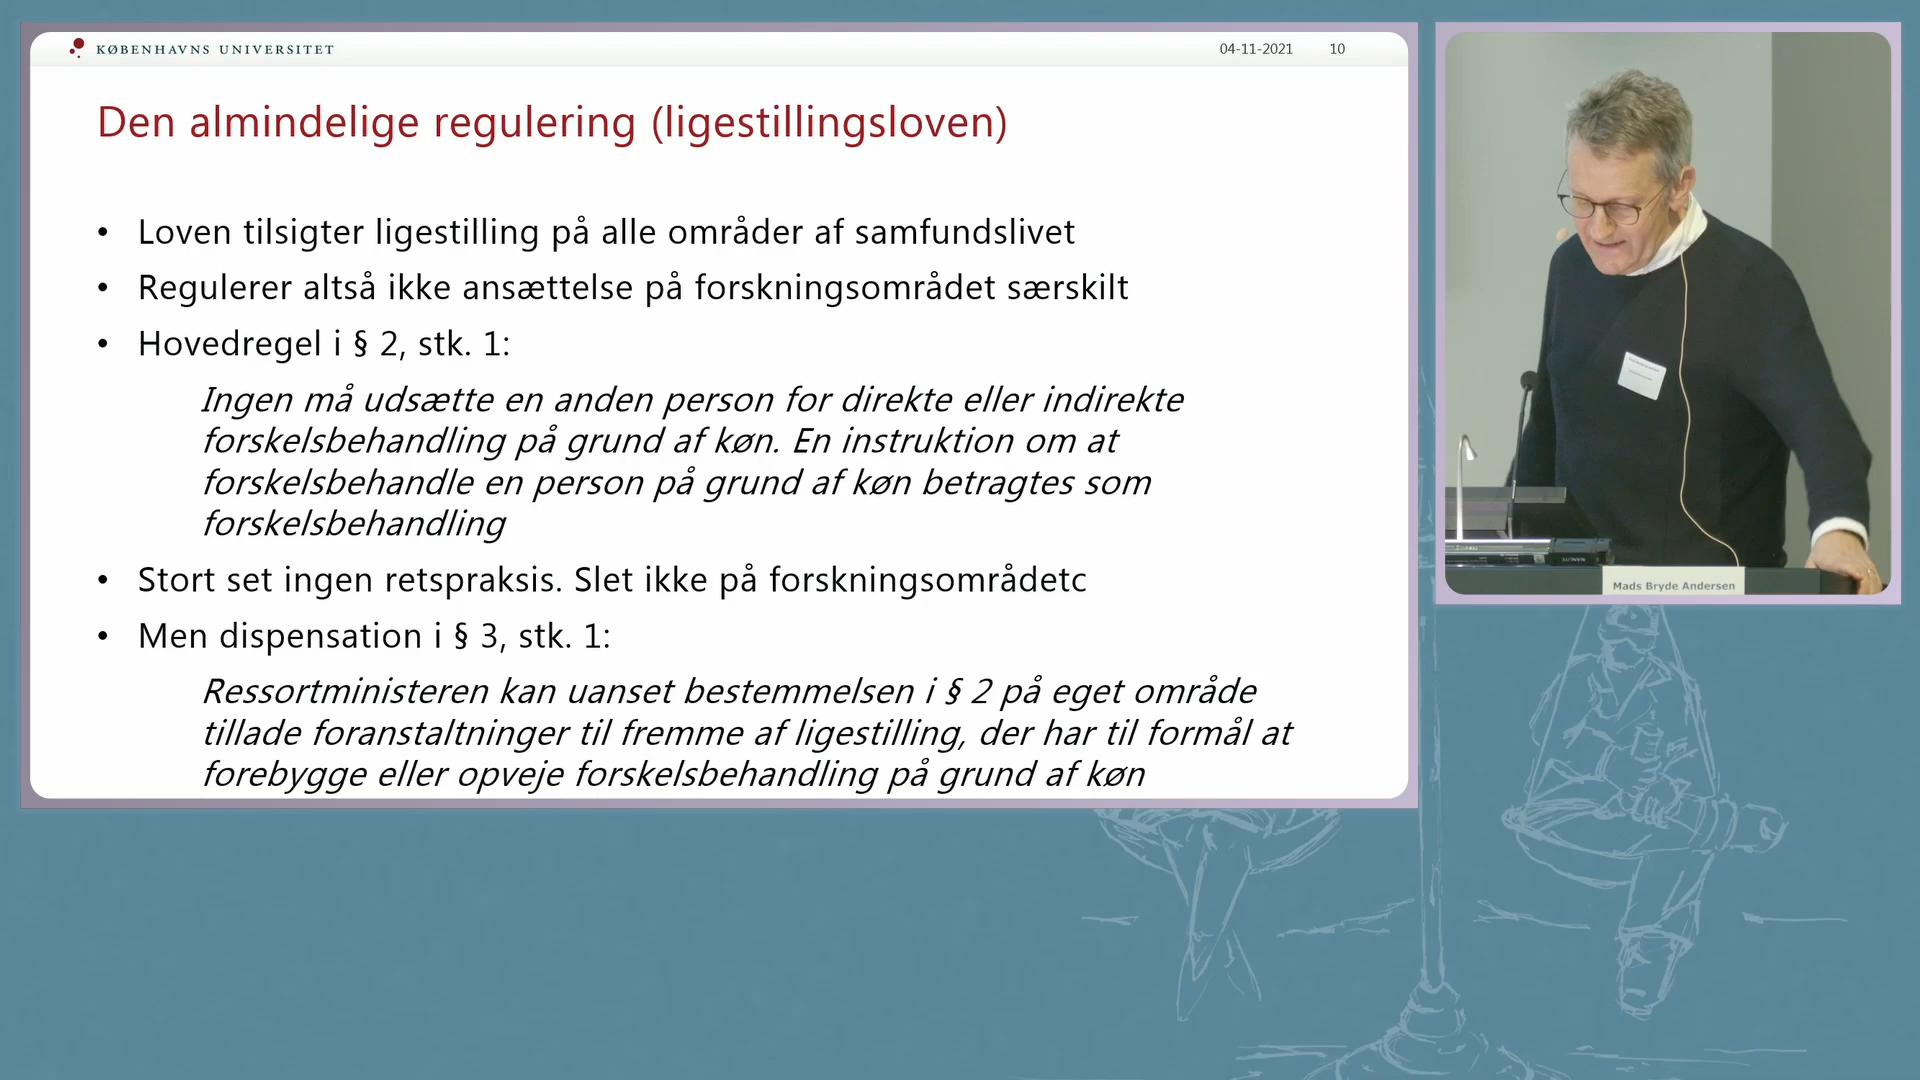 KØBENHAVNS UNIVERSITET
04-11-2021 10
Den almindelige regulering (ligestillingsloven)
• Loven tilsigter ligestilling på alle områder af samfundslivet
• Regulerer altså ikke ansættelse på forskningsområdet særskilt
• Hovedregel i § 2, stk. 1:
Ingen må udsætte en anden person for direkte eller indirekte
forskelsbehandling på grund af køn. En instruktion om at
forskelsbehandle en person på grund af køn betragtes som
forskelsbehandling
• Stort set ingen retspraksis. Slet ikke på forskningsområdetc
• Men dispensation i § 3, stk. 1:
Ressortministeren kan uanset bestemmelsen i § 2 på eget område
tillade foranstaltninger til fremme af ligestilling, der har til formål at
forebygge eller opveje forskelsbehandling på grund af køn
Mads Bryde Andersen